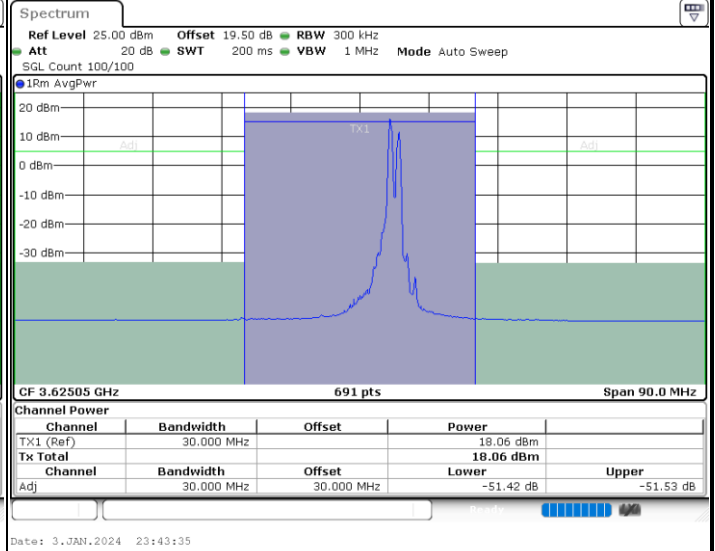 Spectrum
Ref Level 25.00 dBm Offset 19.50 dB RBW 300 kHz
Att 20 dB SWT 200 ms VBW 1 MHz Mode Auto Sweep
SGL Count 100/100
1Rm AvgPwr
20 dBm
TX1
10 dBm
Adj Adj
0 dBm
-10 dBm
-20 dBm
-30 dBm
CF 3.62505 GHz 691 pts Span 90.0 MHz
Channel Power
Channel Bandwidth Offset Power
TX1 (Ref) 30.000 MHz 18.06 dBm
Tx Total 18.06 dBm
Channel Bandwidth Offset Lower Upper
Adj 30.000 MHz 30.000 MHz -51.42 dB -51.53 dB
Ready
Date: 3.JAN.2024 23:43:35